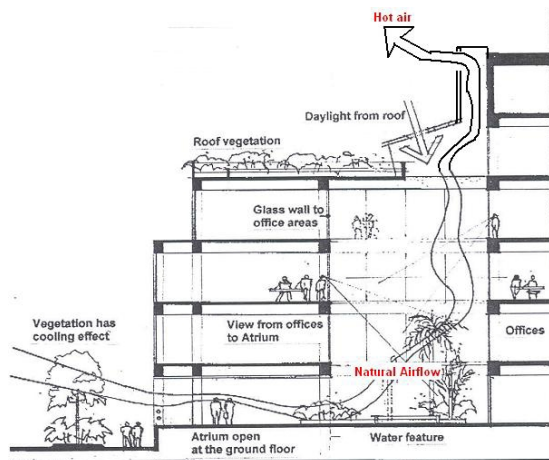 Hot air
Daylight from roof
Roof vegetation
Glass wall to
office areas
Vegetation has
cooling effect
View from offices
to Atrium
Offices
Natural Airflow
Atrium open
at the ground floor
Water feature